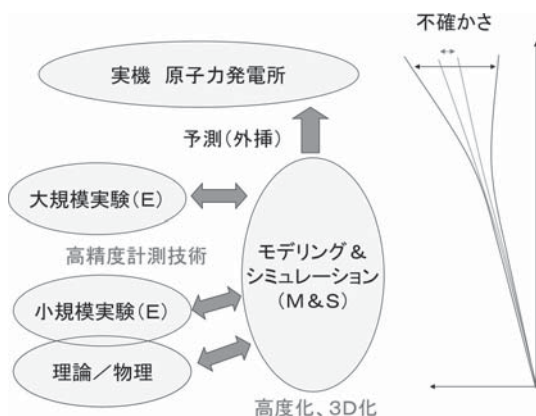 不確かさ
実機 原子力発電所
予測(外挿)
大規模実験(E)
高精度計測技術
モデリング&
シミュレーション
(M&S)
小規模実験(E)
理論/物理
高度化、3D化